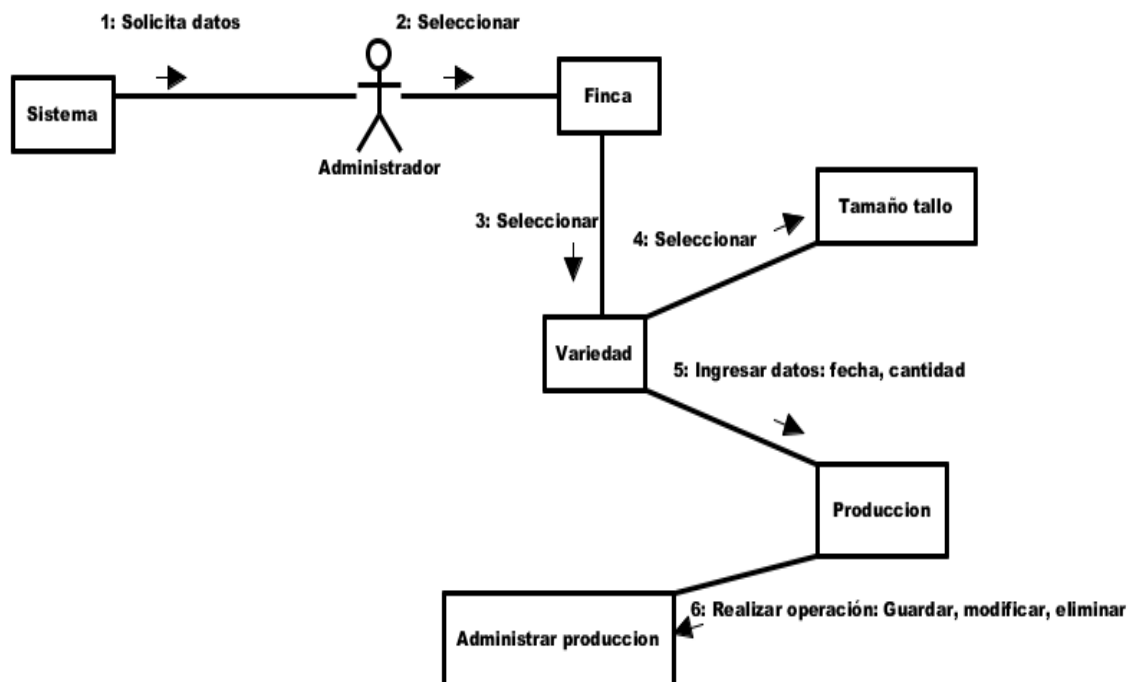 1: Solicita datos
2: Seleccionar
Sistema
Finca
Administrador
3: Seleccionar
4: Seleccionar
Tamaño tallo
Variedad
5: Ingresar datos: fecha, cantidad
Produccion
6: Realizar operación: Guardar, modificar, eliminar
Administrar produccion